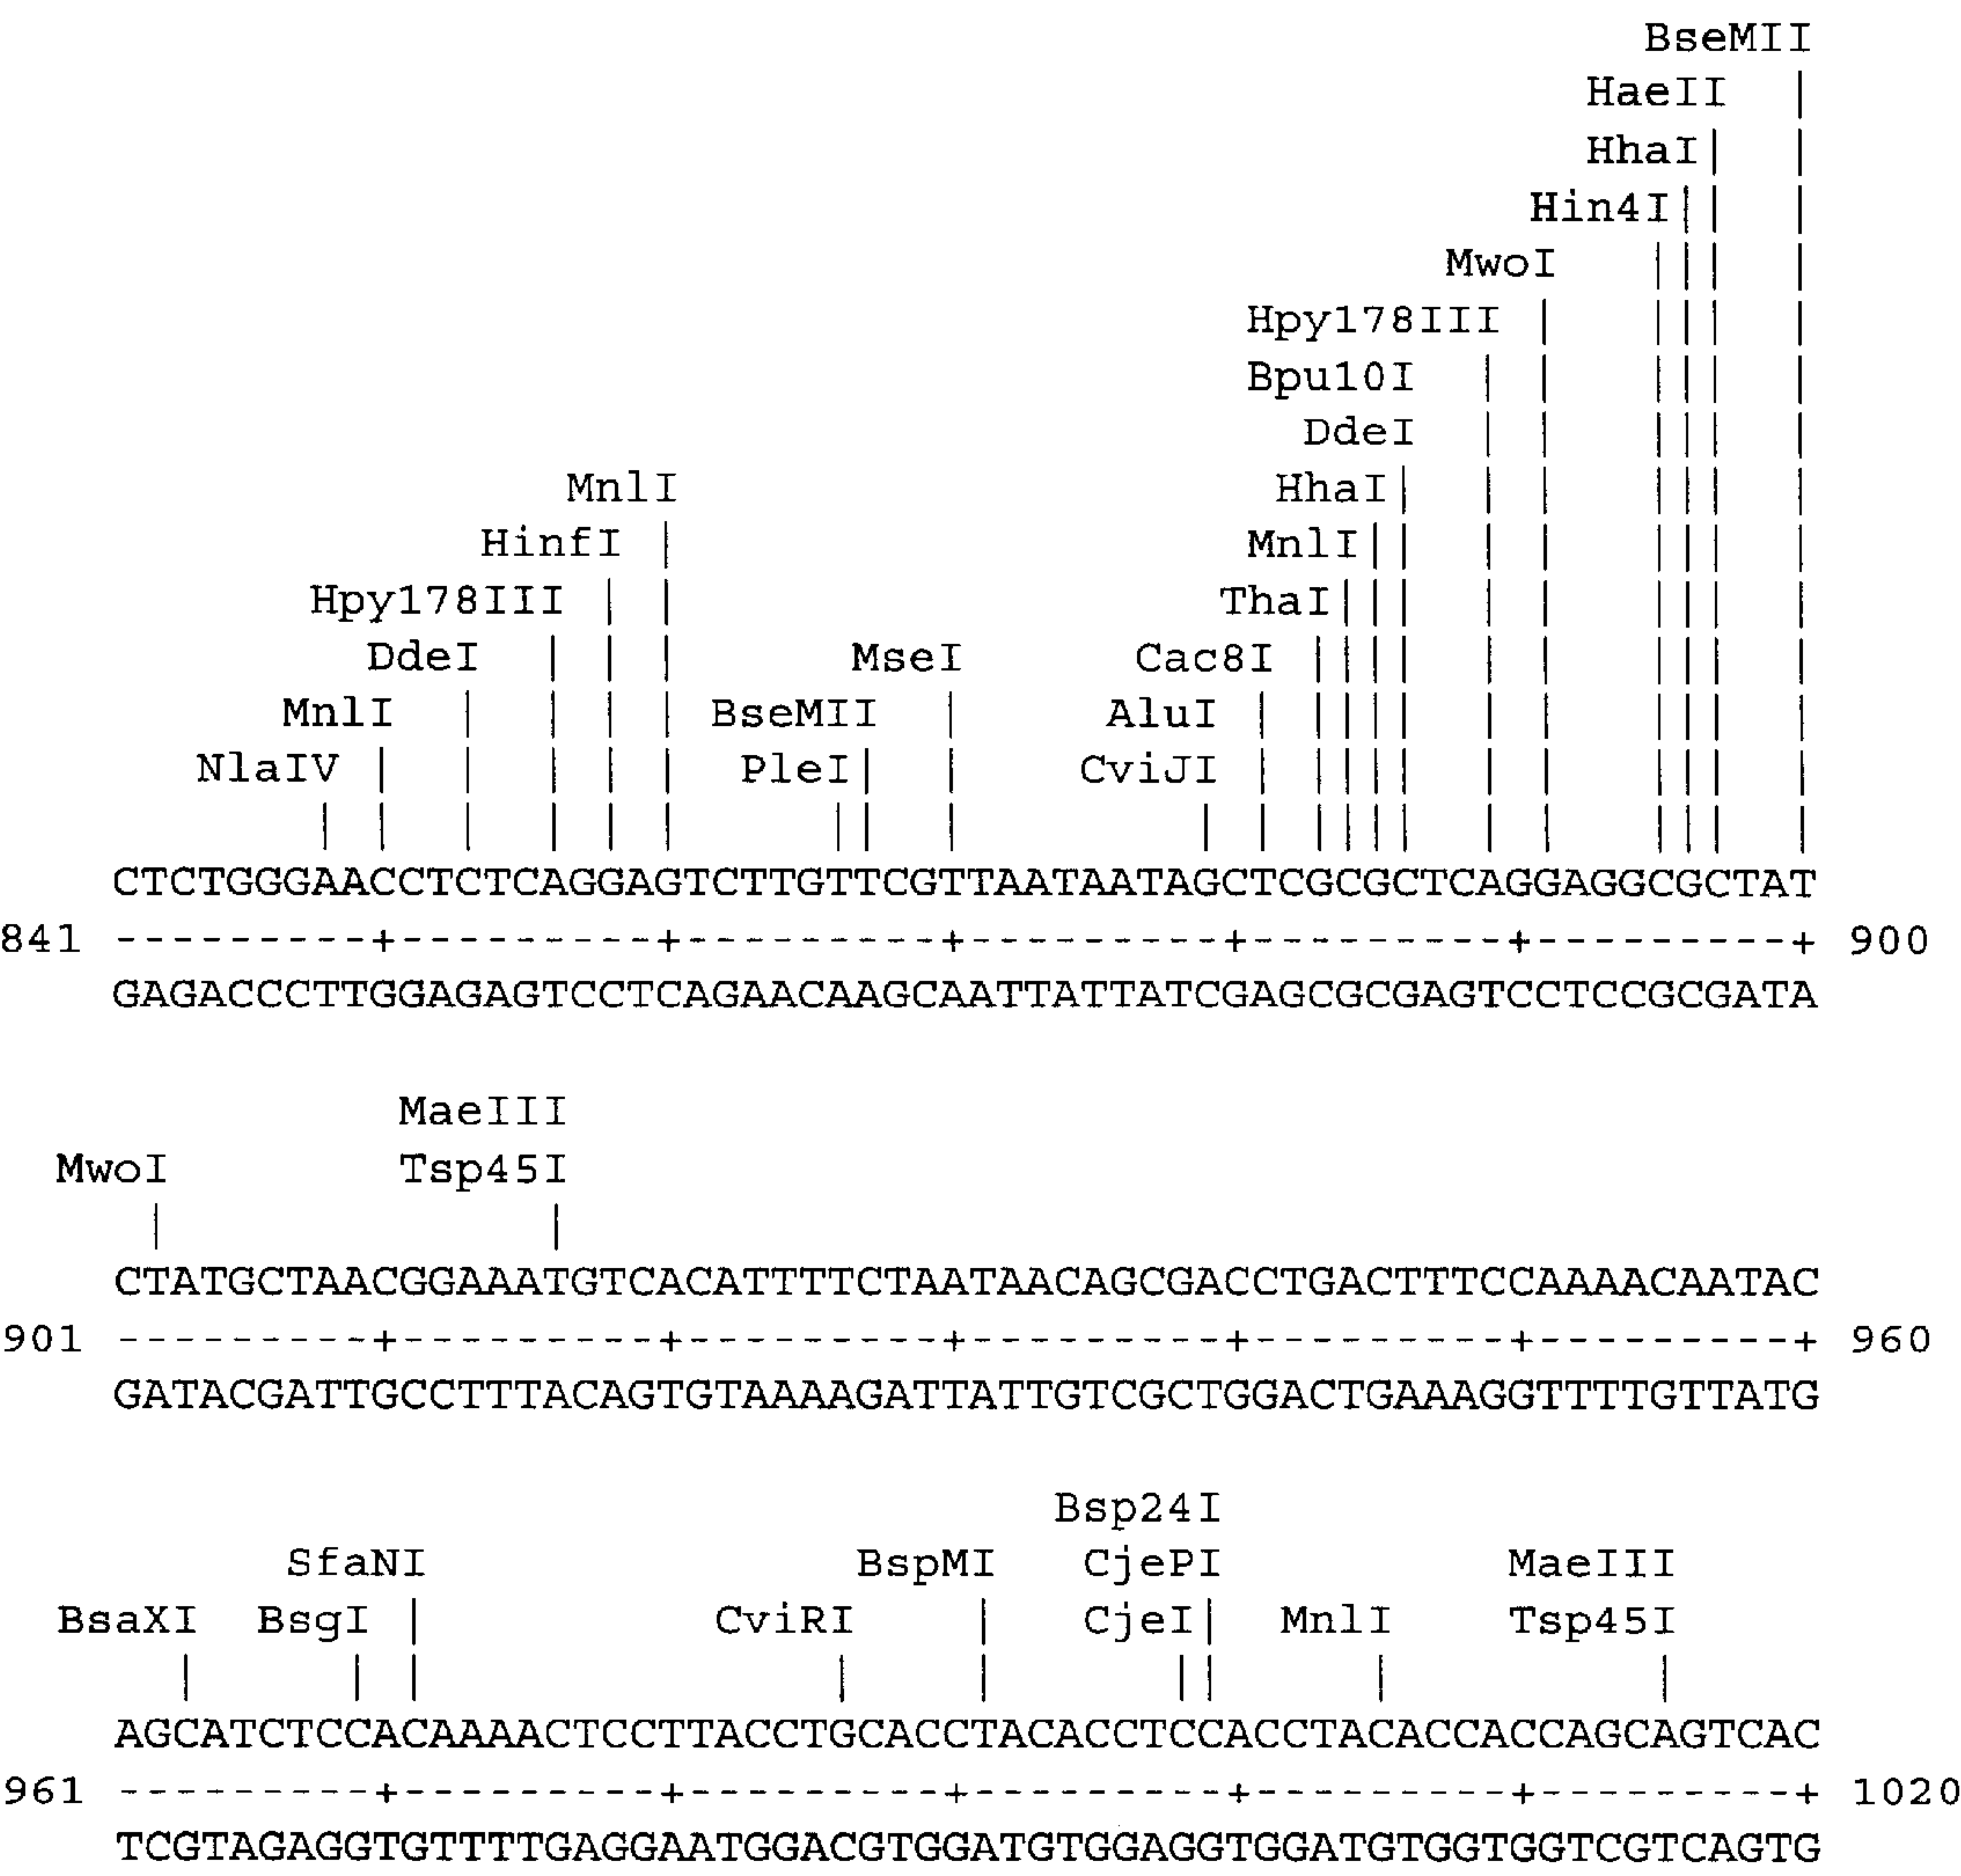 BseMII
HaeII
HhaI
Hin4I
MwoI
Hpy178III
Bpu10I
DdeI
MnlI HhaI
HinfI MnlI
Hpy178III ThaI
DdeI MseI Cac8I
MnlI BseMII AluI
NlaIV PleI CviJI
CTCTGGGAACCTCTCAGGAGTCTTGTTCGTTAATAATAGCTCGCGCTCAGGAGGCGCTAT
841 ---------+---------+---------+---------+---------+---------+ 900
GAGACCCTTGGAGAGTCCTCAGAACAAGCAATTATTATCGAGCGCGAGTCCTCCGCGATA
MaeIII
MwoI Tsp45I
CTATGCTAACGGAAATGTCACATTTTCTAATAACAGCGACCTGACTTTCCAAAACAATAC
901 ---------+---------+---------+---------+---------+---------+ 960
GATACGATTGCCTTTACAGTGTAAAAGATTATTGTCGCTGGACTGAAAGGTTTTGTTATG
Bsp24I
SfaNI BspMI CjePI MaeIII
BsaXI BsgI CviRI CjeI MnlI Tsp45I
AGCATCTCCACAAAACTCCTTACCTGCACCTACACCTCCACCTACACCACCAGCAGTCAC
961 ---------+---------+---------+---------+---------+---------+ 1020
TCGTAGAGGTGTTTTGAGGAATGGACGTGGATGTGGAGGTGGATGTGGTGGTCGTCAGTG